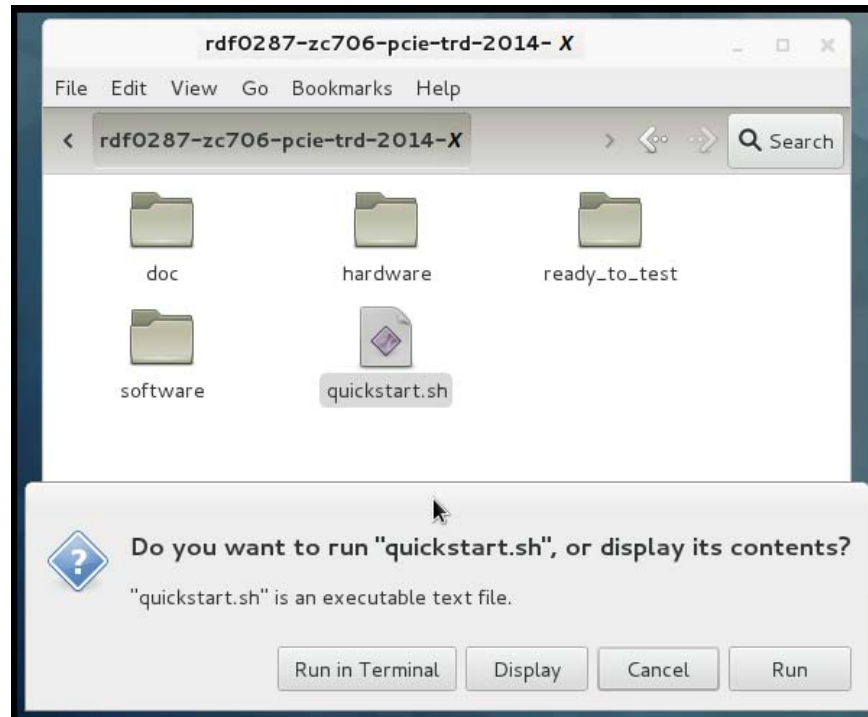 rdf0287-zc706-pcie-trd-2014- X
File Edit View Go Bookmarks Help
rdf0287-zc706-pcie-trd-2014-X Search
doc hardware ready_to_test
software quickstart.sh
Do you want to run "quickstart.sh", or display its contents?
"quickstart.sh" is an executable text file.
Run in Terminal Display Cancel Run